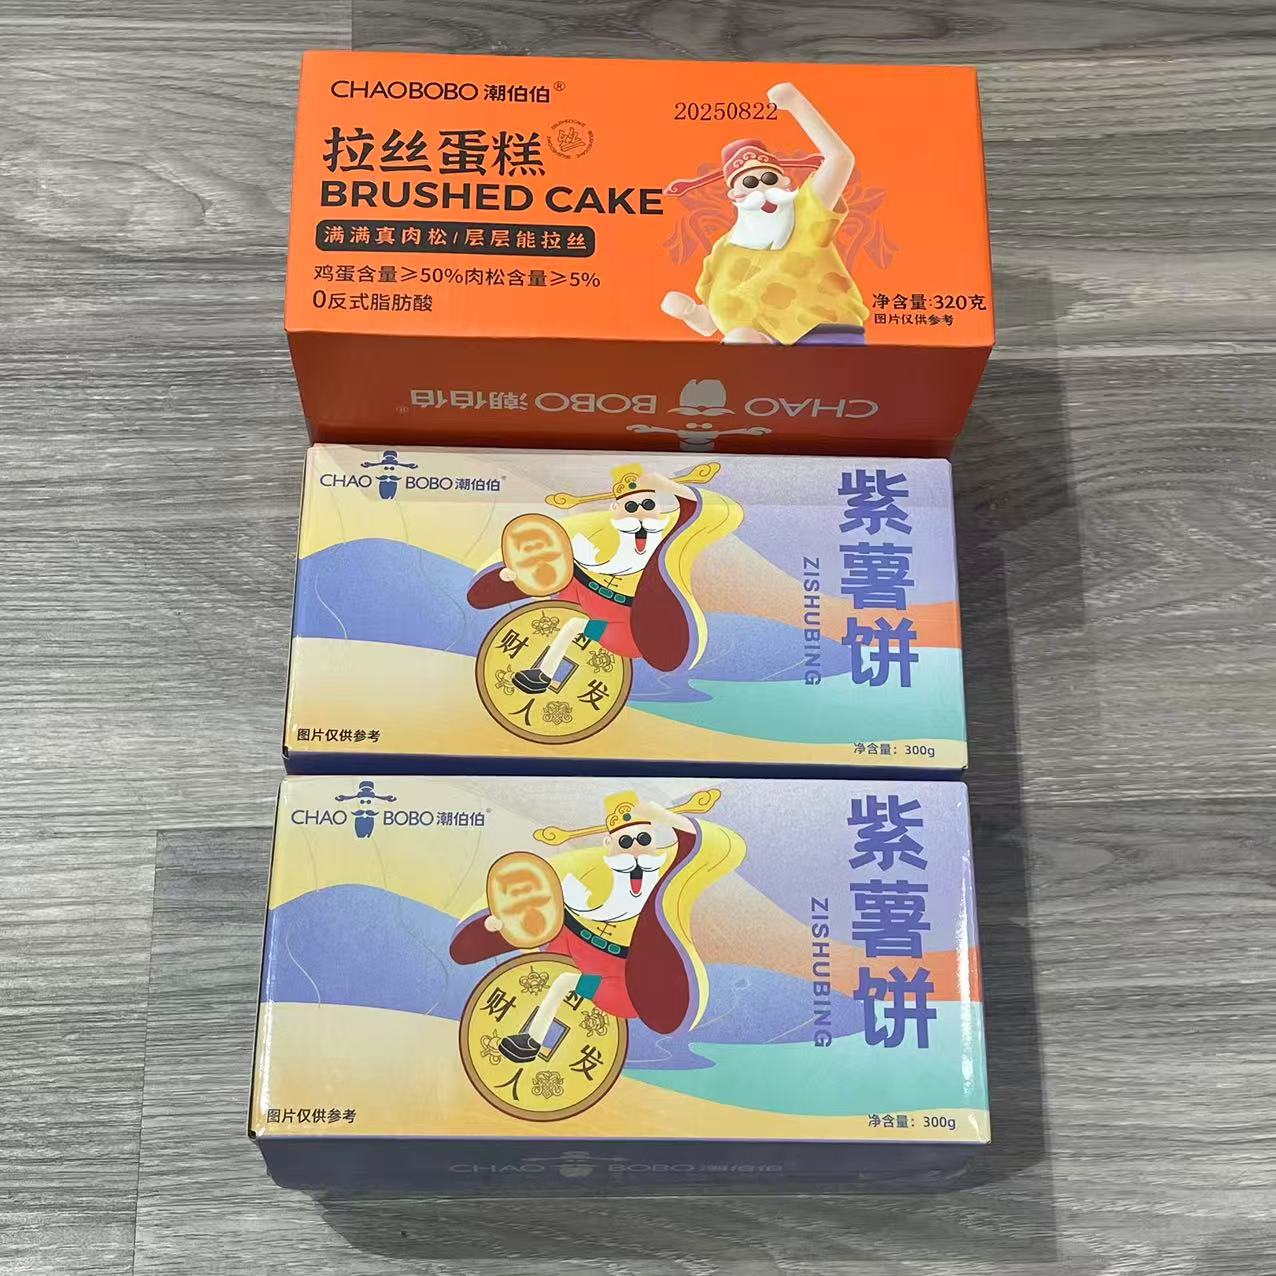 CHAOBOBO 潮伯伯®
20250822
拉丝蛋糕
BRUSHED CAKE
满满真肉松/层层能拉丝
鸡蛋含量≥50%肉松含量≥5%
0反式脂肪酸
净含量:320克
图片仅供参考
CHAO BOBO 潮伯伯®
CHAO BOBO 潮伯伯®
紫薯饼
ZISHUBING
财
发
人
图片仅供参考
净含量：300g
CHAO BOBO 潮伯伯®
紫薯饼
ZISHUBING
财
发
人
图片仅供参考
净含量：300g
CHAO BOBO 潮伯伯